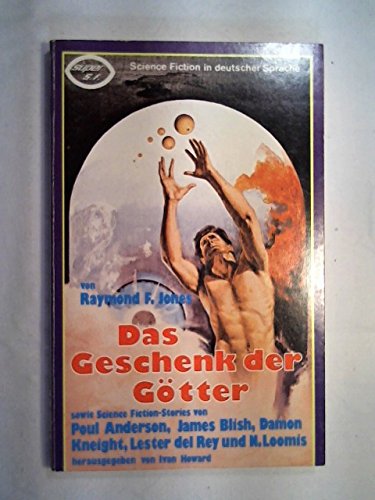 super
s.f.
Science Fiction in deutscher Sprache
von
Raymond F. Jones
Das
Geschenk der
Götter
sowie Science Fiction-Stories von
Poul Anderson, James Blish, Damon
Kneight, Lester del Rey und N. Loomis
herausgegeben von Ivan Howard